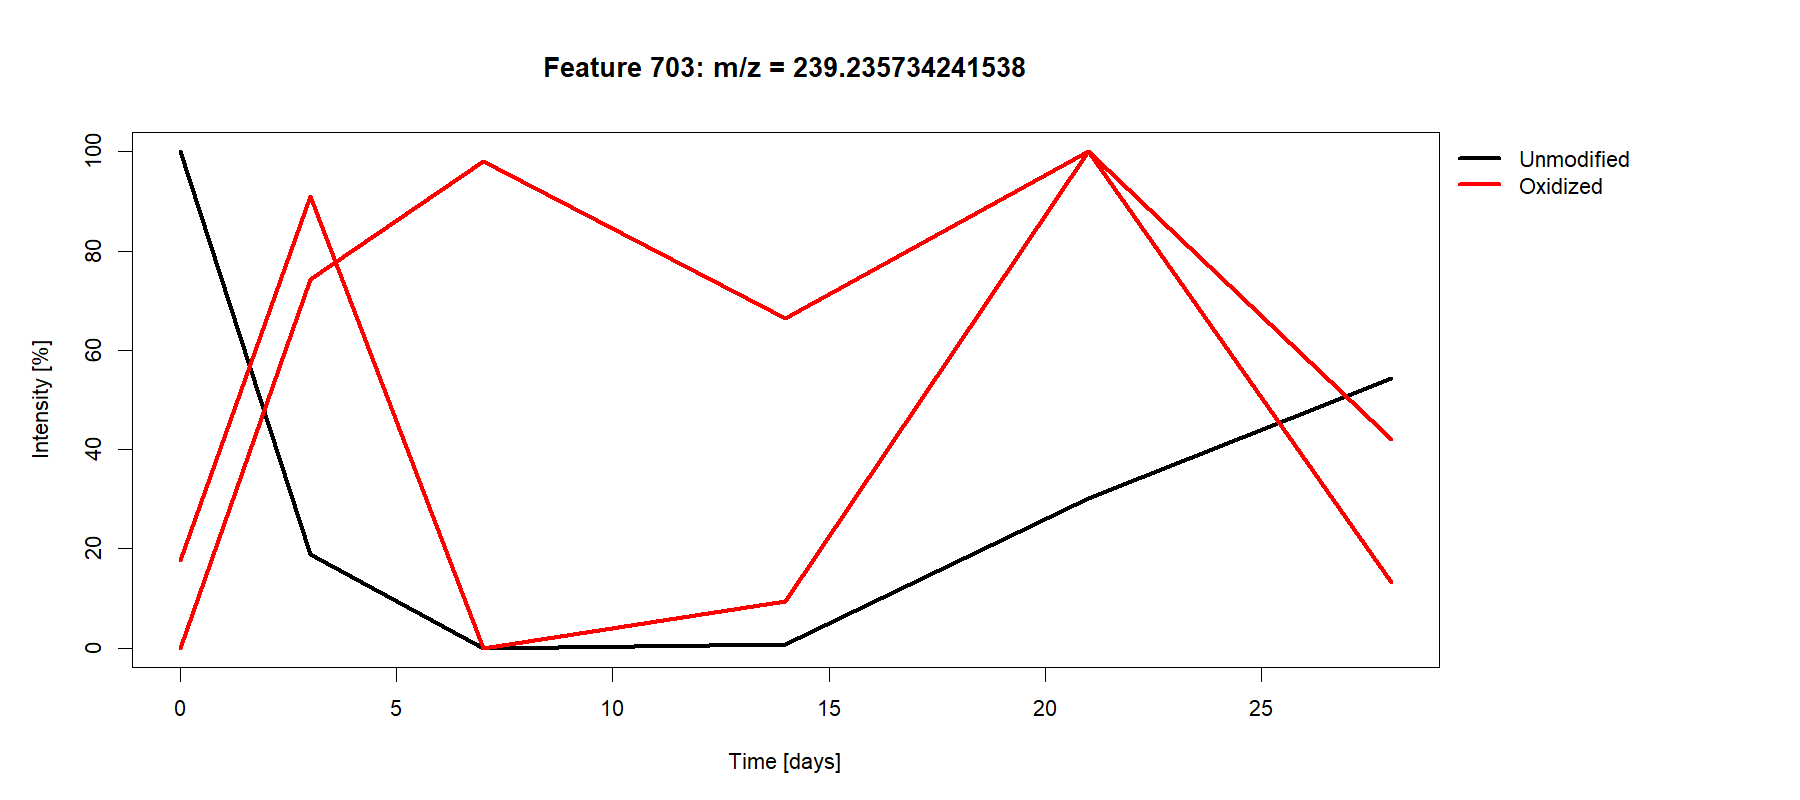 Feature 703: m/z = 239.235734241538
Unmodified
Oxidized
Intensity [%]
100
80
60
40
20
0
0 5 10 15 20 25
Time [days]